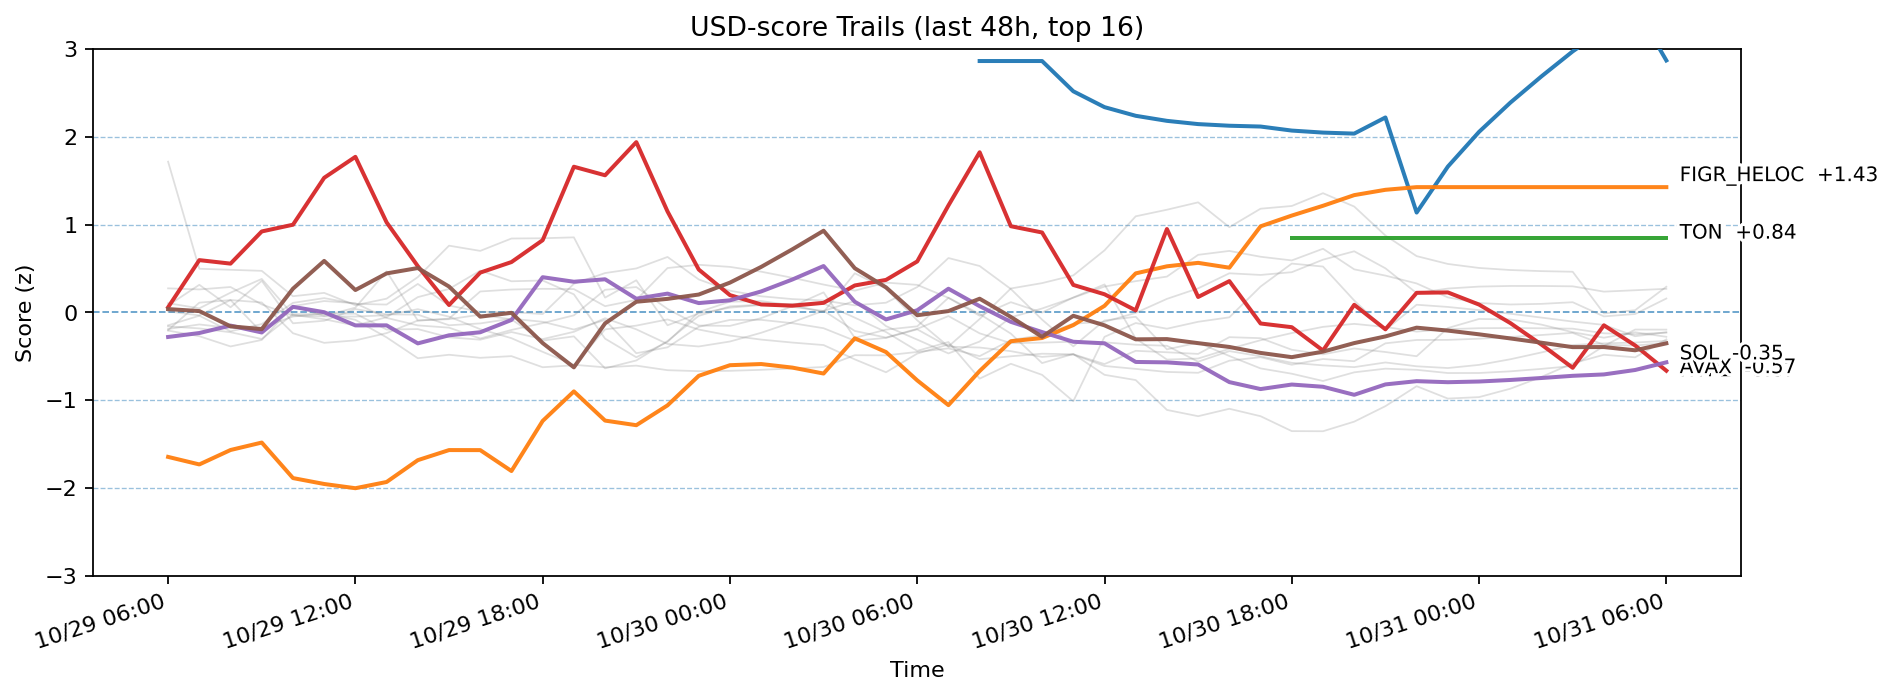 USD-score Trails (last 48h, top 16)
3
2
1
0
−1
−2
−3
Score (z)
FIGR_HELOC +1.43
TON +0.84
SOL -0.35
AVAX -0.57
10/29 06:00
10/29 12:00
10/29 18:00
10/30 00:00
10/30 06:00
10/30 12:00
10/30 18:00
10/31 00:00
10/31 06:00
Time